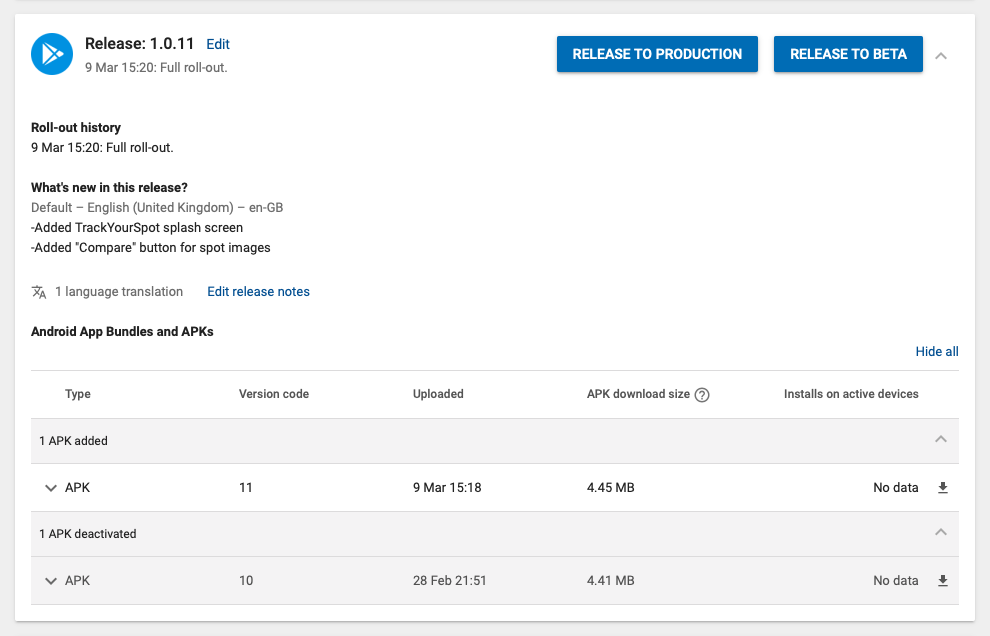 Release: 1.0.11 Edit
RELEASE TO PRODUCTION RELEASE TO BETA
9 Mar 15:20: Full roll-out.
Roll-out history
9 Mar 15:20: Full roll-out.
What's new in this release?
Default – English (United Kingdom) – en-GB
-Added TrackYourSpot splash screen
-Added "Compare" button for spot images
1 language translation Edit release notes
Android App Bundles and APKs
Hide all
Type Version code Uploaded APK download size Installs on active devices
1 APK added
APK 11 9 Mar 15:18 4.45 MB No data
1 APK deactivated
APK 10 28 Feb 21:51 4.41 MB No data